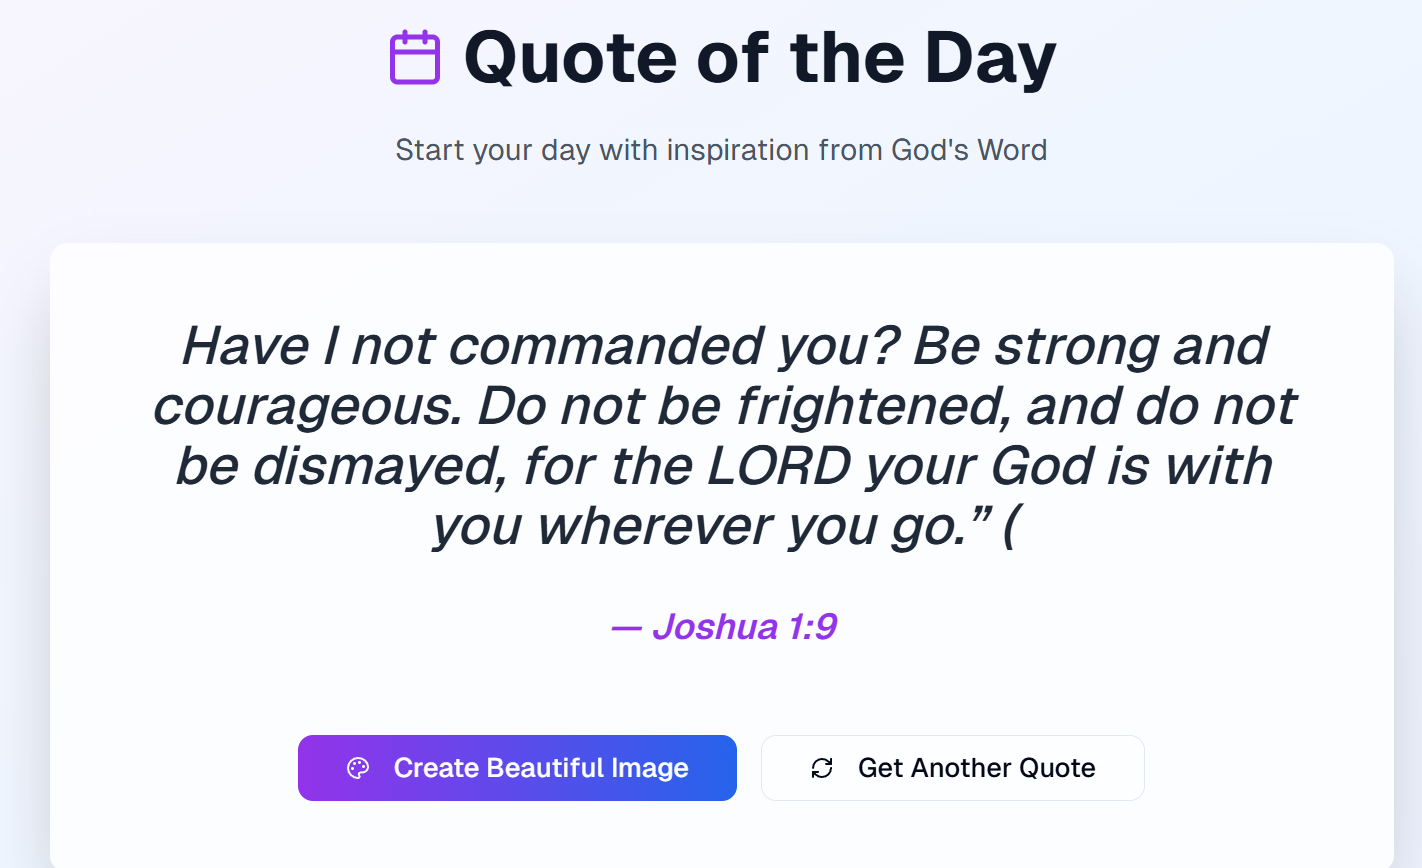 Quote of the Day
Start your day with inspiration from God's Word
Have I not commanded you? Be strong and
courageous. Do not be frightened, and do not
be dismayed, for the LORD your God is with
you wherever you go.” (
— Joshua 1:9
Create Beautiful Image
Get Another Quote